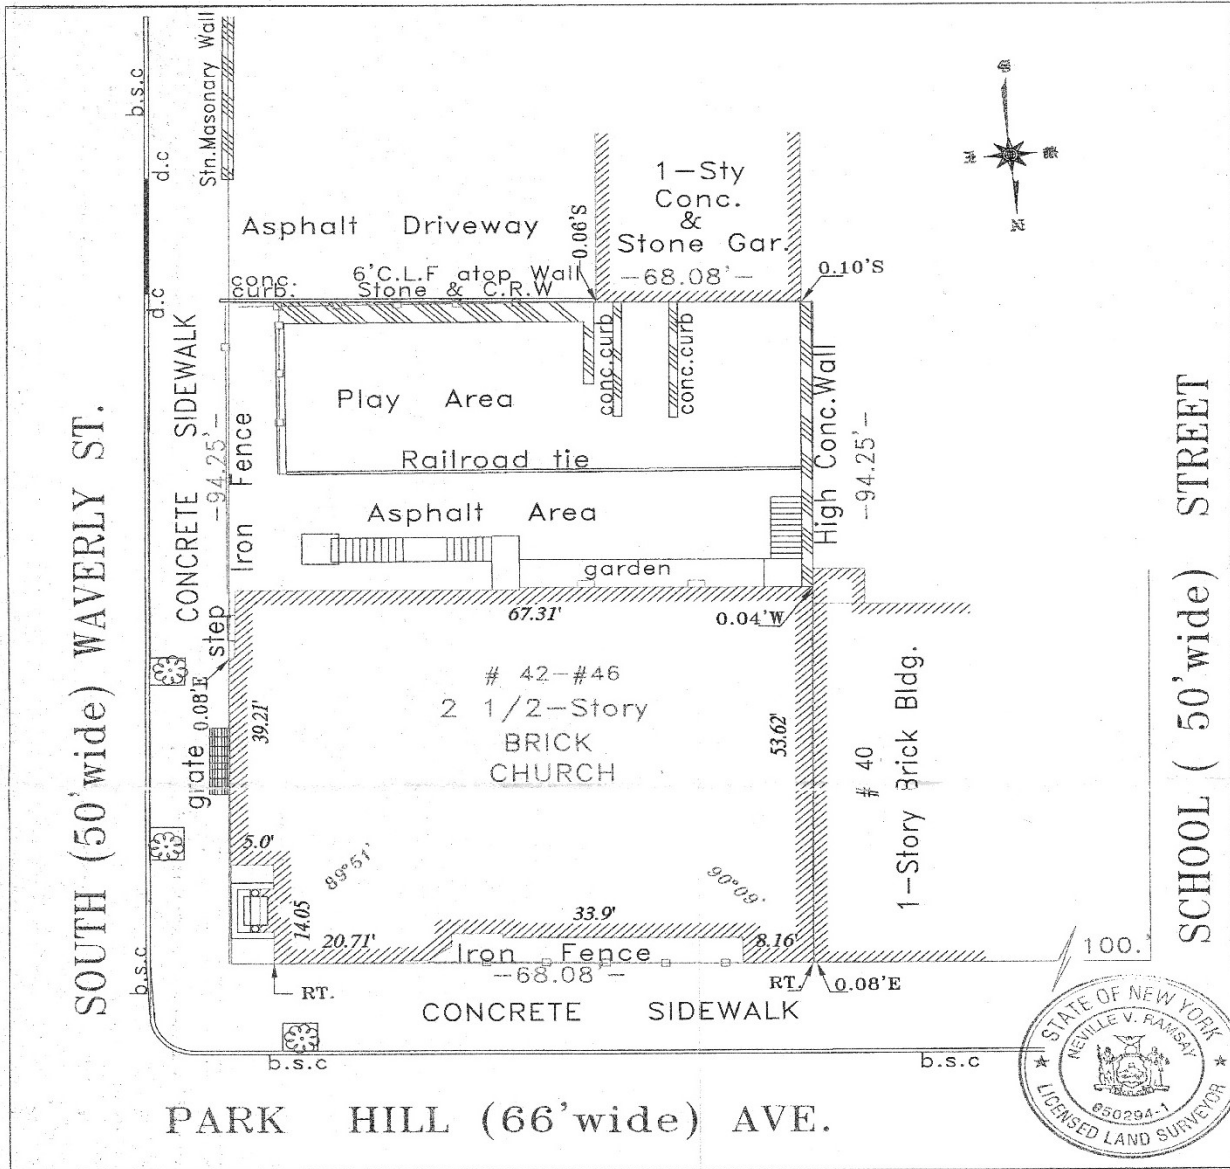 b.s.c
Stn.Masonary Wall
d.c
S
E
W
N
1-Sty
Conc.
&
Stone Gar.
Asphalt Driveway
0.06'S
-68.08'-
0.10'S
conc.
curb.
6'C.L.F atop Wall
Stone & C.R.W
d.c
CONCRETE SIDEWALK
-94.25'-
Iron Fence
Play Area
conc.curb
conc.curb
High Conc.Wall
-94.25'-
Railroad tie
Asphalt Area
garden
SOUTH (50'wide) WAVERLY ST.
SCHOOL ( 50'wide) STREET
step
67.31'
0.04'W
0.08'E
grate
39.21'
# 42-#46
2 1/2-Story
BRICK
CHURCH
53.62'
# 40
1-Story Brick Bldg.
5.0'
89°51'
90°09'
14.05
20.71'
33.9'
8.16'
Iron Fence
-68.08'-
100.'
b.s.c
RT.
RT.
0.08'E
CONCRETE SIDEWALK
b.s.c
b.s.c
STATE OF NEW YORK
NEVILLE V. RAMSAY
050294-1
LICENSED LAND SURVEYOR
PARK HILL (66'wide) AVE.